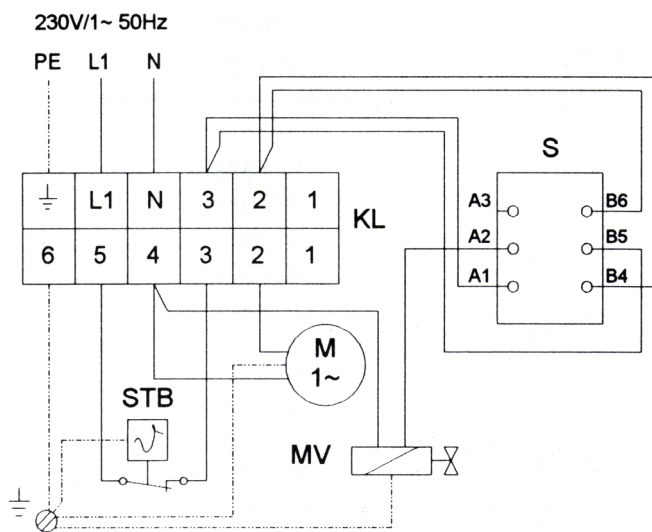 230V/1~ 50Hz
PE L1 N
S
L1 N 3 2 1
KL
6 5 4 3 2 1
A3 B6
A2 B5
A1 B4
M
1~
STB
MV